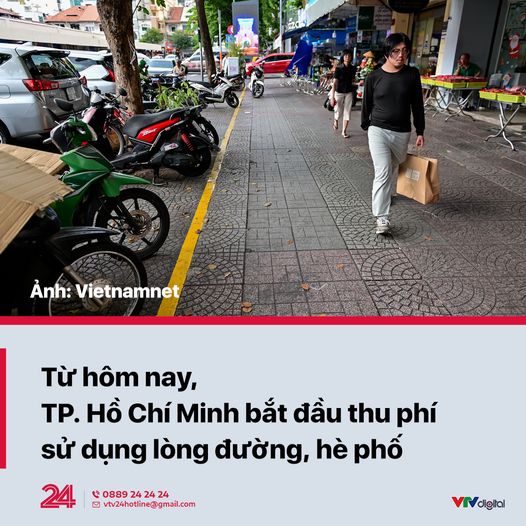 Ảnh: Vietnamnet
Từ hôm nay,
TP. Hồ Chí Minh bắt đầu thu phí
sử dụng lòng đường, hè phố
24
0889 24 24 24
vtv24hotline@gmail.com
VTVdigital